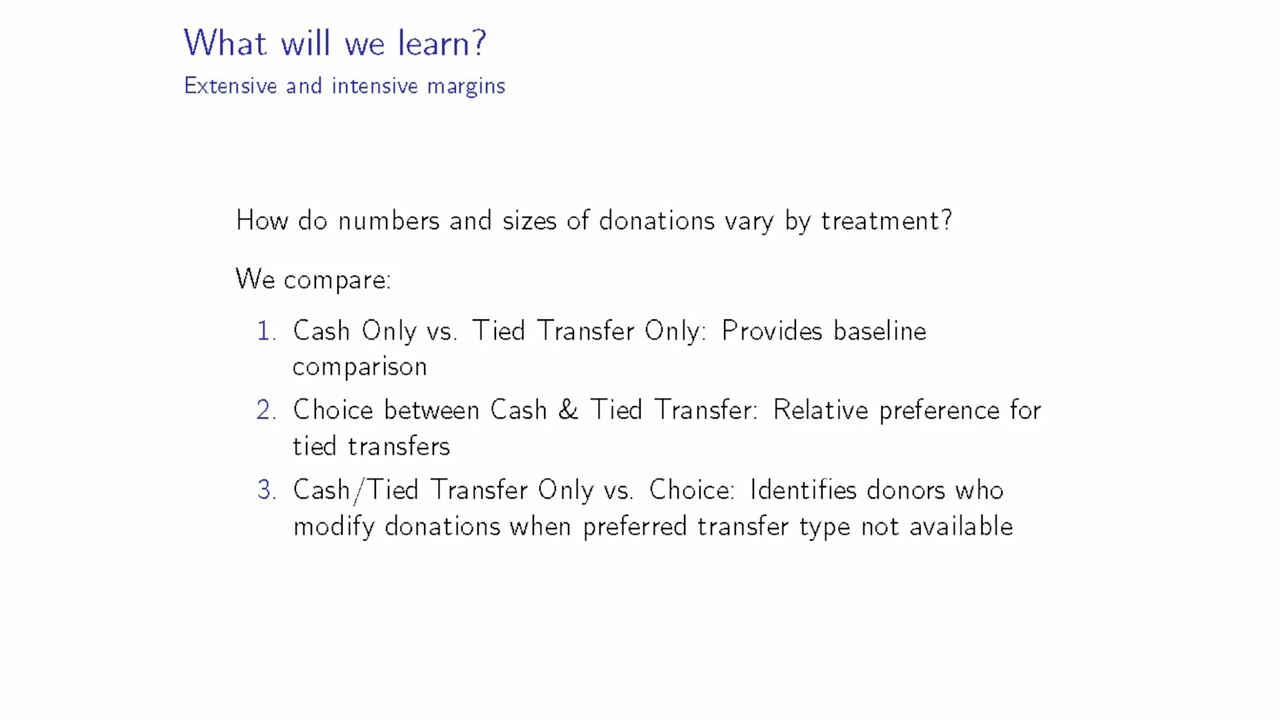 What will we learn?
Extensive and intensive margins
How do numbers and sizes of donations vary by treatment?
We compare:
1. Cash Only vs. Tied Transfer Only: Provides baseline
comparison
2. Choice between Cash & Tied Transfer: Relative preference for
tied transfers
3. Cash/Tied Transfer Only vs. Choice: Identifies donors who
modify donations when preferred transfer type not available